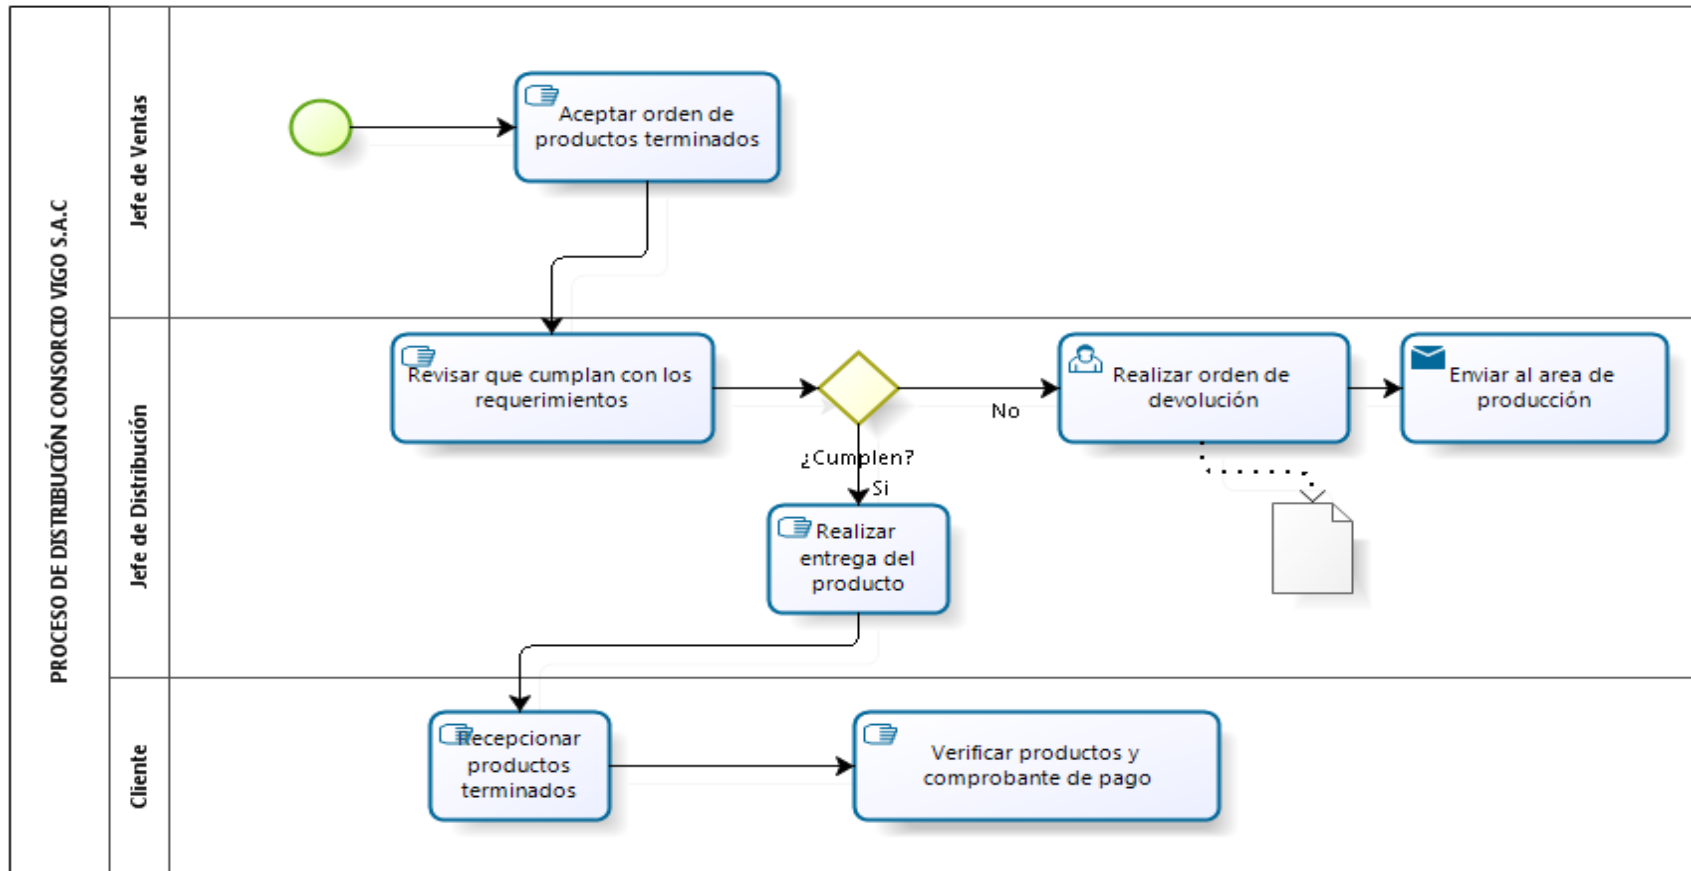 PROCESO DE DISTRIBUCIÓN CONSORCIO VIGO S.A.C
Jefe de Ventas
Aceptar orden de
productos terminados
Jefe de Distribución
Revisar que cumplan con los
requerimientos
¿Cumplen?
No
Si
Realizar orden de
devolución
Enviar al area de
producción
Realizar
entrega del
producto
Cliente
Recepcionar
productos
terminados
Verificar productos y
comprobante de pago